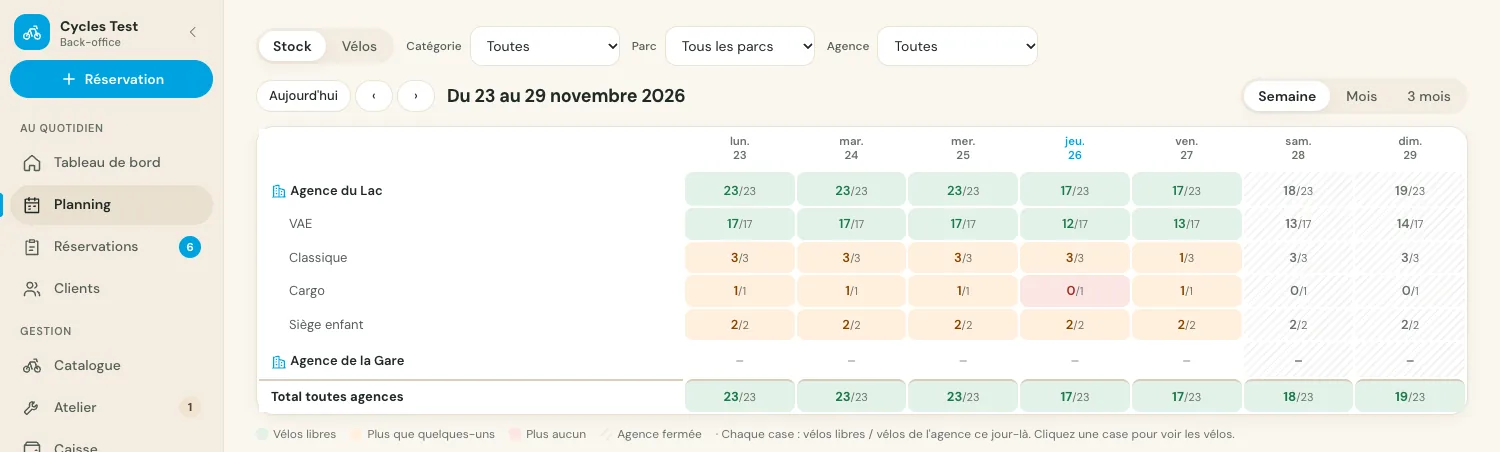 Cycles Test
Back-office
+ Réservation
AU QUOTIDIEN
Tableau de bord
Planning
Réservations 6
Clients
GESTION
Catalogue
Atelier 1
Caisse
Stock Vélos Catégorie Toutes Parc Tous les parcs Agence Toutes
Aujourd'hui ‹ › Du 23 au 29 novembre 2026 Semaine Mois 3 mois
lun. mar. mer. jeu. ven. sam. dim.
23 24 25 26 27 28 29
Agence du Lac 23/23 23/23 23/23 17/23 17/23 18/23 19/23
VAE 17/17 17/17 17/17 12/17 13/17 13/17 14/17
Classique 3/3 3/3 3/3 3/3 1/3 3/3 3/3
Cargo 1/1 1/1 1/1 0/1 1/1 0/1 0/1
Siège enfant 2/2 2/2 2/2 2/2 2/2 2/2 2/2
Agence de la Gare – – – – – – –
Total toutes agences 23/23 23/23 23/23 17/23 17/23 18/23 19/23
Vélos libres Plus que quelques-uns Plus aucun Agence fermée · Chaque case : vélos libres / vélos de l'agence ce jour-là. Cliquez une case pour voir les vélos.